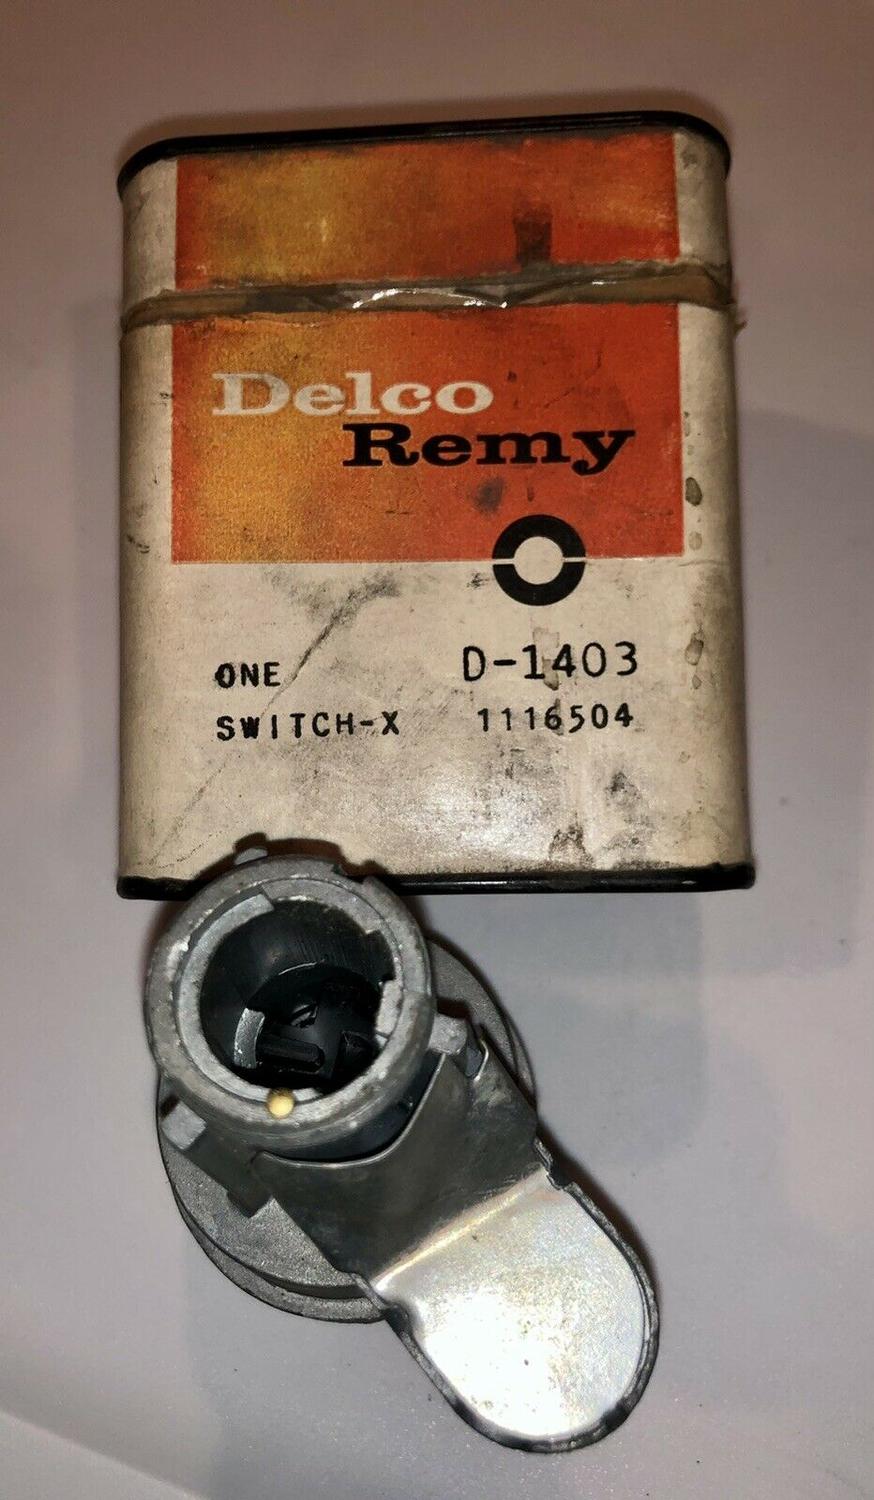 Delco
Remy
ONE D-1403
SWITCH-X 1116504